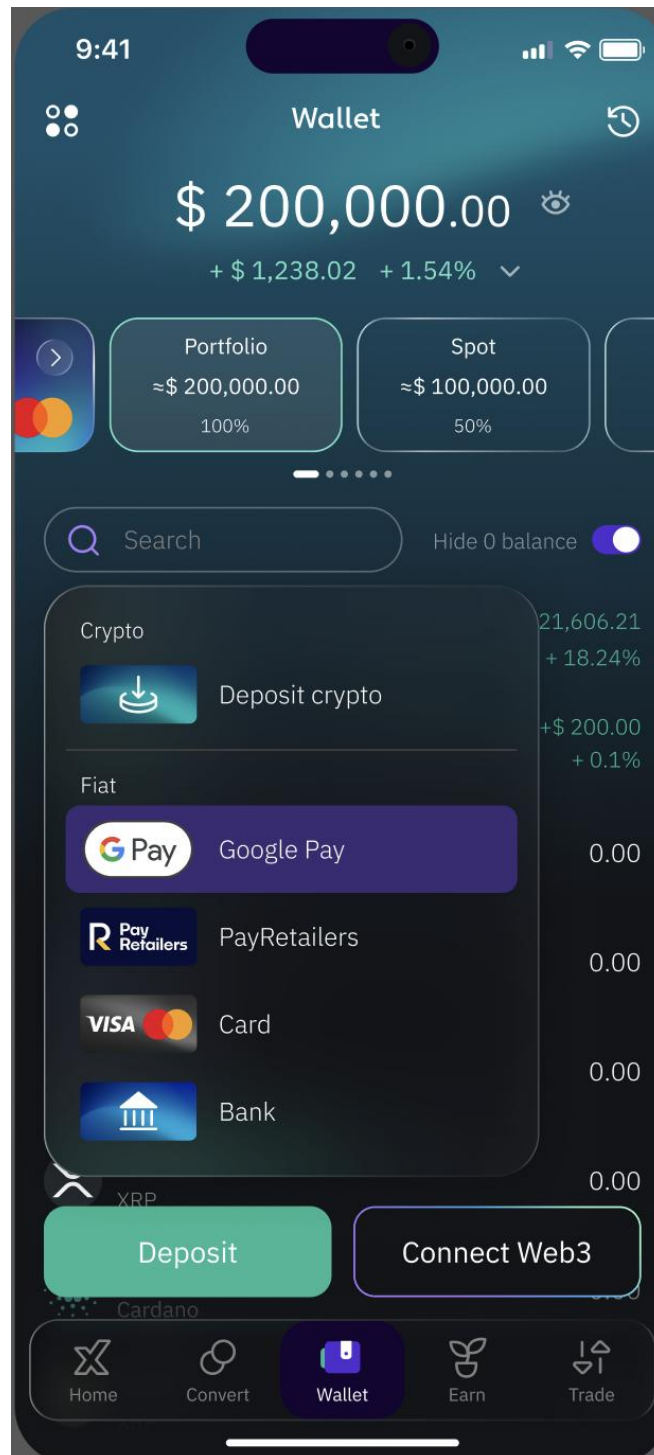 9:41
Wallet
$ 200,000.00
+ $ 1,238.02 + 1.54%
Portfolio
≈$ 200,000.00
100%
Spot
≈$ 100,000.00
50%
Search
Hide 0 balance
21,606.21
+ 18.24%
+$ 200.00
+ 0.1%
Crypto
Deposit crypto
Fiat
G Pay Google Pay
0.00
Pay
Retailers
PayRetailers
0.00
VISA Card
0.00
Bank
0.00
XRP
Deposit
Connect Web3
Cardano
Home
Convert
Wallet
Earn
Trade